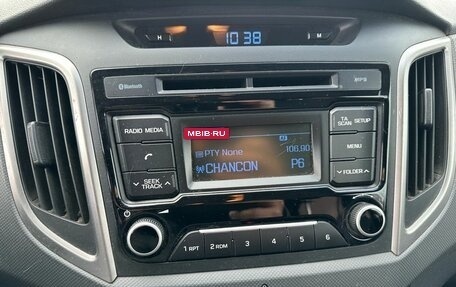 H 10:38 M
Bluetooth MP3
RADIO MEDIA
TA SCAN SETUP
MBIB.RU
PTY None 106.90
MENU
CHANCON P6
SEEK TRACK
FOLDER
1 RPT 2 RDM 3 4 5 6